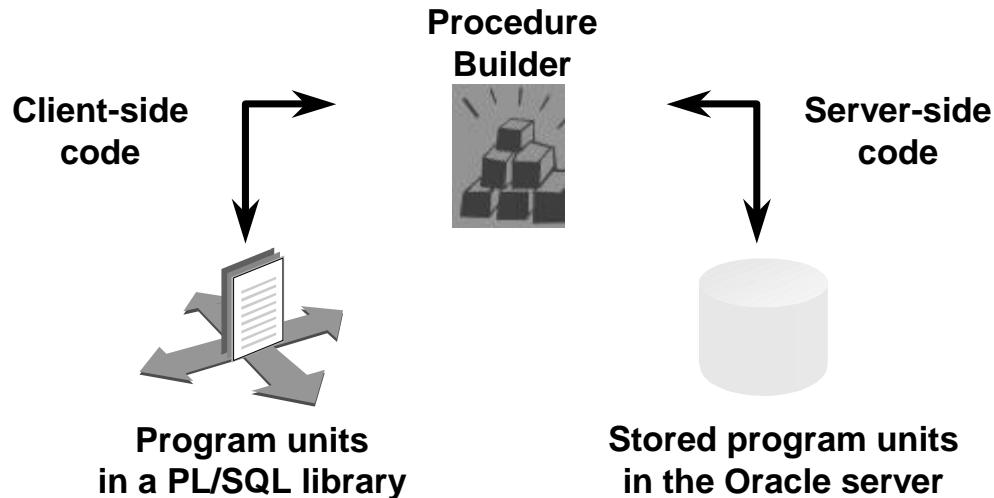 Procedure
Builder
Client-side
code
Server-side
code
Program units
in a PL/SQL library
Stored program units
in the Oracle server